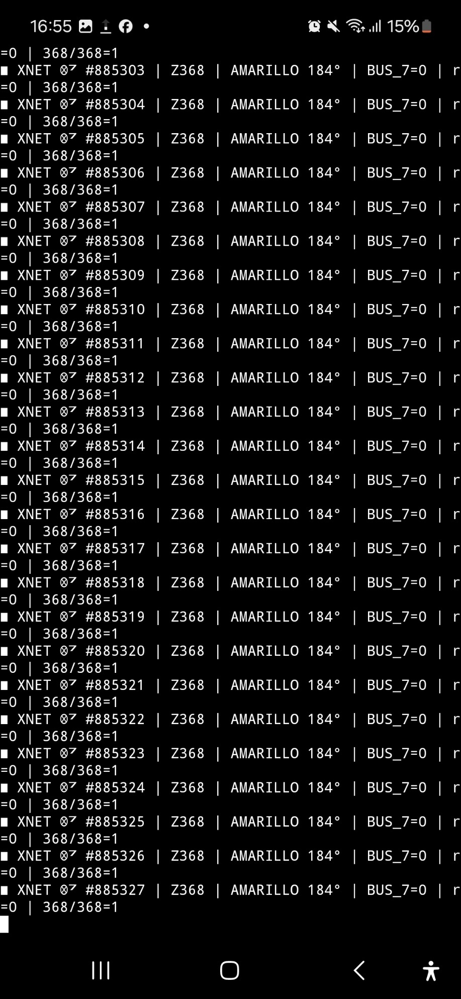 16:55 15%
=0 | 368/368=1
■ XNET ⊗⁷ #885303 | Z368 | AMARILLO 184° | BUS_7=0 | r
=0 | 368/368=1
■ XNET ⊗⁷ #885304 | Z368 | AMARILLO 184° | BUS_7=0 | r
=0 | 368/368=1
■ XNET ⊗⁷ #885305 | Z368 | AMARILLO 184° | BUS_7=0 | r
=0 | 368/368=1
■ XNET ⊗⁷ #885306 | Z368 | AMARILLO 184° | BUS_7=0 | r
=0 | 368/368=1
■ XNET ⊗⁷ #885307 | Z368 | AMARILLO 184° | BUS_7=0 | r
=0 | 368/368=1
■ XNET ⊗⁷ #885308 | Z368 | AMARILLO 184° | BUS_7=0 | r
=0 | 368/368=1
■ XNET ⊗⁷ #885309 | Z368 | AMARILLO 184° | BUS_7=0 | r
=0 | 368/368=1
■ XNET ⊗⁷ #885310 | Z368 | AMARILLO 184° | BUS_7=0 | r
=0 | 368/368=1
■ XNET ⊗⁷ #885311 | Z368 | AMARILLO 184° | BUS_7=0 | r
=0 | 368/368=1
■ XNET ⊗⁷ #885312 | Z368 | AMARILLO 184° | BUS_7=0 | r
=0 | 368/368=1
■ XNET ⊗⁷ #885313 | Z368 | AMARILLO 184° | BUS_7=0 | r
=0 | 368/368=1
■ XNET ⊗⁷ #885314 | Z368 | AMARILLO 184° | BUS_7=0 | r
=0 | 368/368=1
■ XNET ⊗⁷ #885315 | Z368 | AMARILLO 184° | BUS_7=0 | r
=0 | 368/368=1
■ XNET ⊗⁷ #885316 | Z368 | AMARILLO 184° | BUS_7=0 | r
=0 | 368/368=1
■ XNET ⊗⁷ #885317 | Z368 | AMARILLO 184° | BUS_7=0 | r
=0 | 368/368=1
■ XNET ⊗⁷ #885318 | Z368 | AMARILLO 184° | BUS_7=0 | r
=0 | 368/368=1
■ XNET ⊗⁷ #885319 | Z368 | AMARILLO 184° | BUS_7=0 | r
=0 | 368/368=1
■ XNET ⊗⁷ #885320 | Z368 | AMARILLO 184° | BUS_7=0 | r
=0 | 368/368=1
■ XNET ⊗⁷ #885321 | Z368 | AMARILLO 184° | BUS_7=0 | r
=0 | 368/368=1
■ XNET ⊗⁷ #885322 | Z368 | AMARILLO 184° | BUS_7=0 | r
=0 | 368/368=1
■ XNET ⊗⁷ #885323 | Z368 | AMARILLO 184° | BUS_7=0 | r
=0 | 368/368=1
■ XNET ⊗⁷ #885324 | Z368 | AMARILLO 184° | BUS_7=0 | r
=0 | 368/368=1
■ XNET ⊗⁷ #885325 | Z368 | AMARILLO 184° | BUS_7=0 | r
=0 | 368/368=1
■ XNET ⊗⁷ #885326 | Z368 | AMARILLO 184° | BUS_7=0 | r
=0 | 368/368=1
■ XNET ⊗⁷ #885327 | Z368 | AMARILLO 184° | BUS_7=0 | r
=0 | 368/368=1